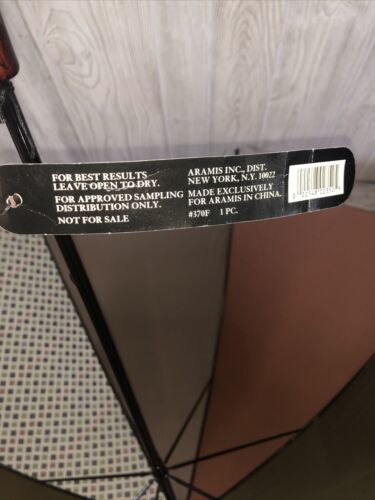 FOR BEST RESULTS
LEAVE OPEN TO DRY.
FOR APPROVED SAMPLING
DISTRIBUTION ONLY.
NOT FOR SALE
ARAMIS INC., DIST.
NEW YORK, N.Y. 10022
MADE EXCLUSIVELY
FOR ARAMIS IN CHINA.
#370F 1 PC.